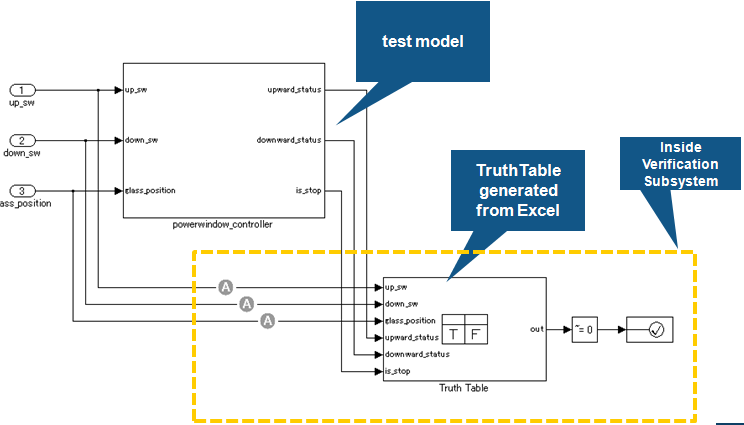 test model
1
up_sw
2
down_sw
3
ass_position
up_sw
down_sw
glass_position
upward_status
downward_status
is_stop
powerwindow_controller
TruthTable
generated
from Excel
Inside
Verification
Subsystem
A
A
A
up_sw
down_sw
glass_position
upward_status
downward_status
is_stop
T F
out
Truth Table
~= 0